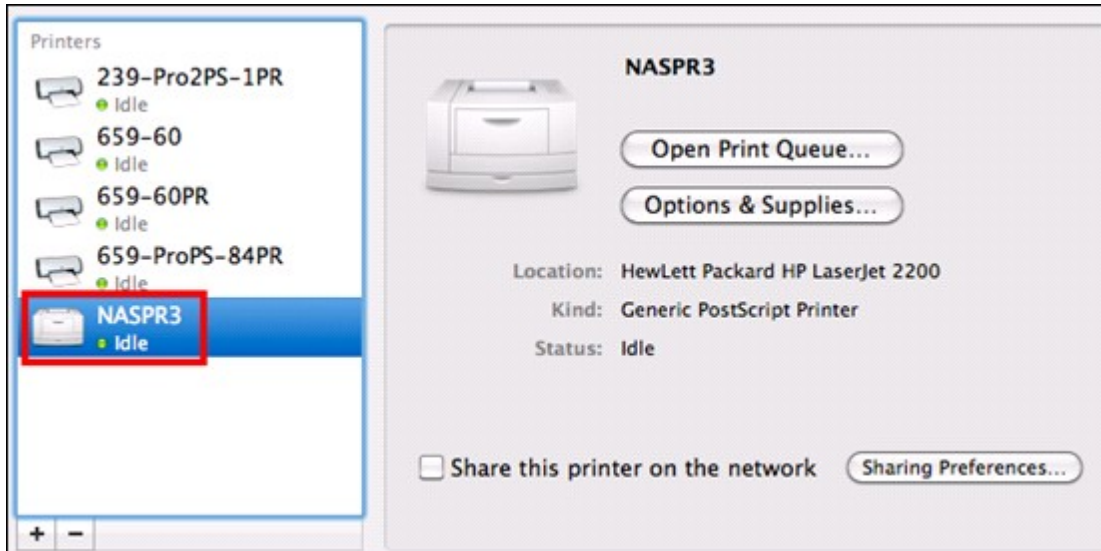 Printers
239-Pro2PS-1PR
Idle
659-60
Idle
659-60PR
Idle
659-ProPS-84PR
Idle
NASPR3
Idle
+ −
NASPR3
Open Print Queue...
Options & Supplies...
Location: HewLett Packard HP LaserJet 2200
Kind: Generic PostScript Printer
Status: Idle
Share this printer on the network
Sharing Preferences...